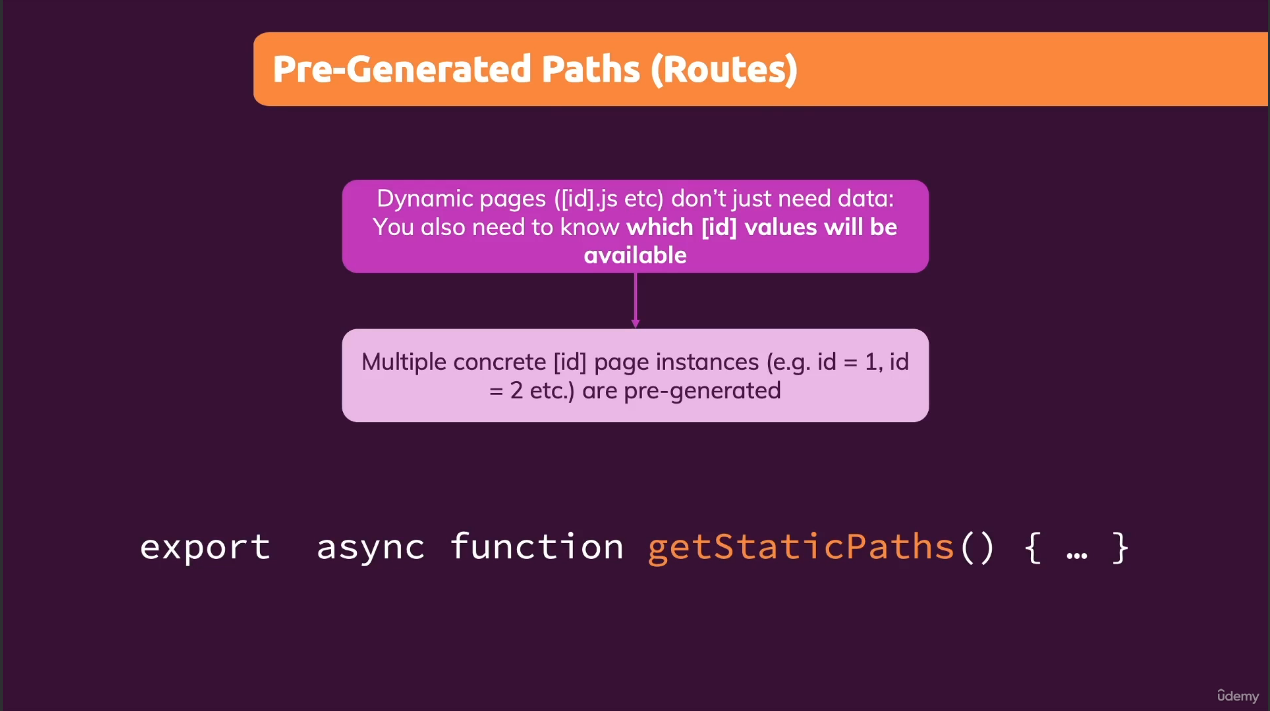 Pre-Generated Paths (Routes)
Dynamic pages ([id].js etc) don’t just need data:
You also need to know which [id] values will be
available
Multiple concrete [id] page instances (e.g. id = 1, id
= 2 etc.) are pre-generated
export  async function getStaticPaths() { … }
ûdemy